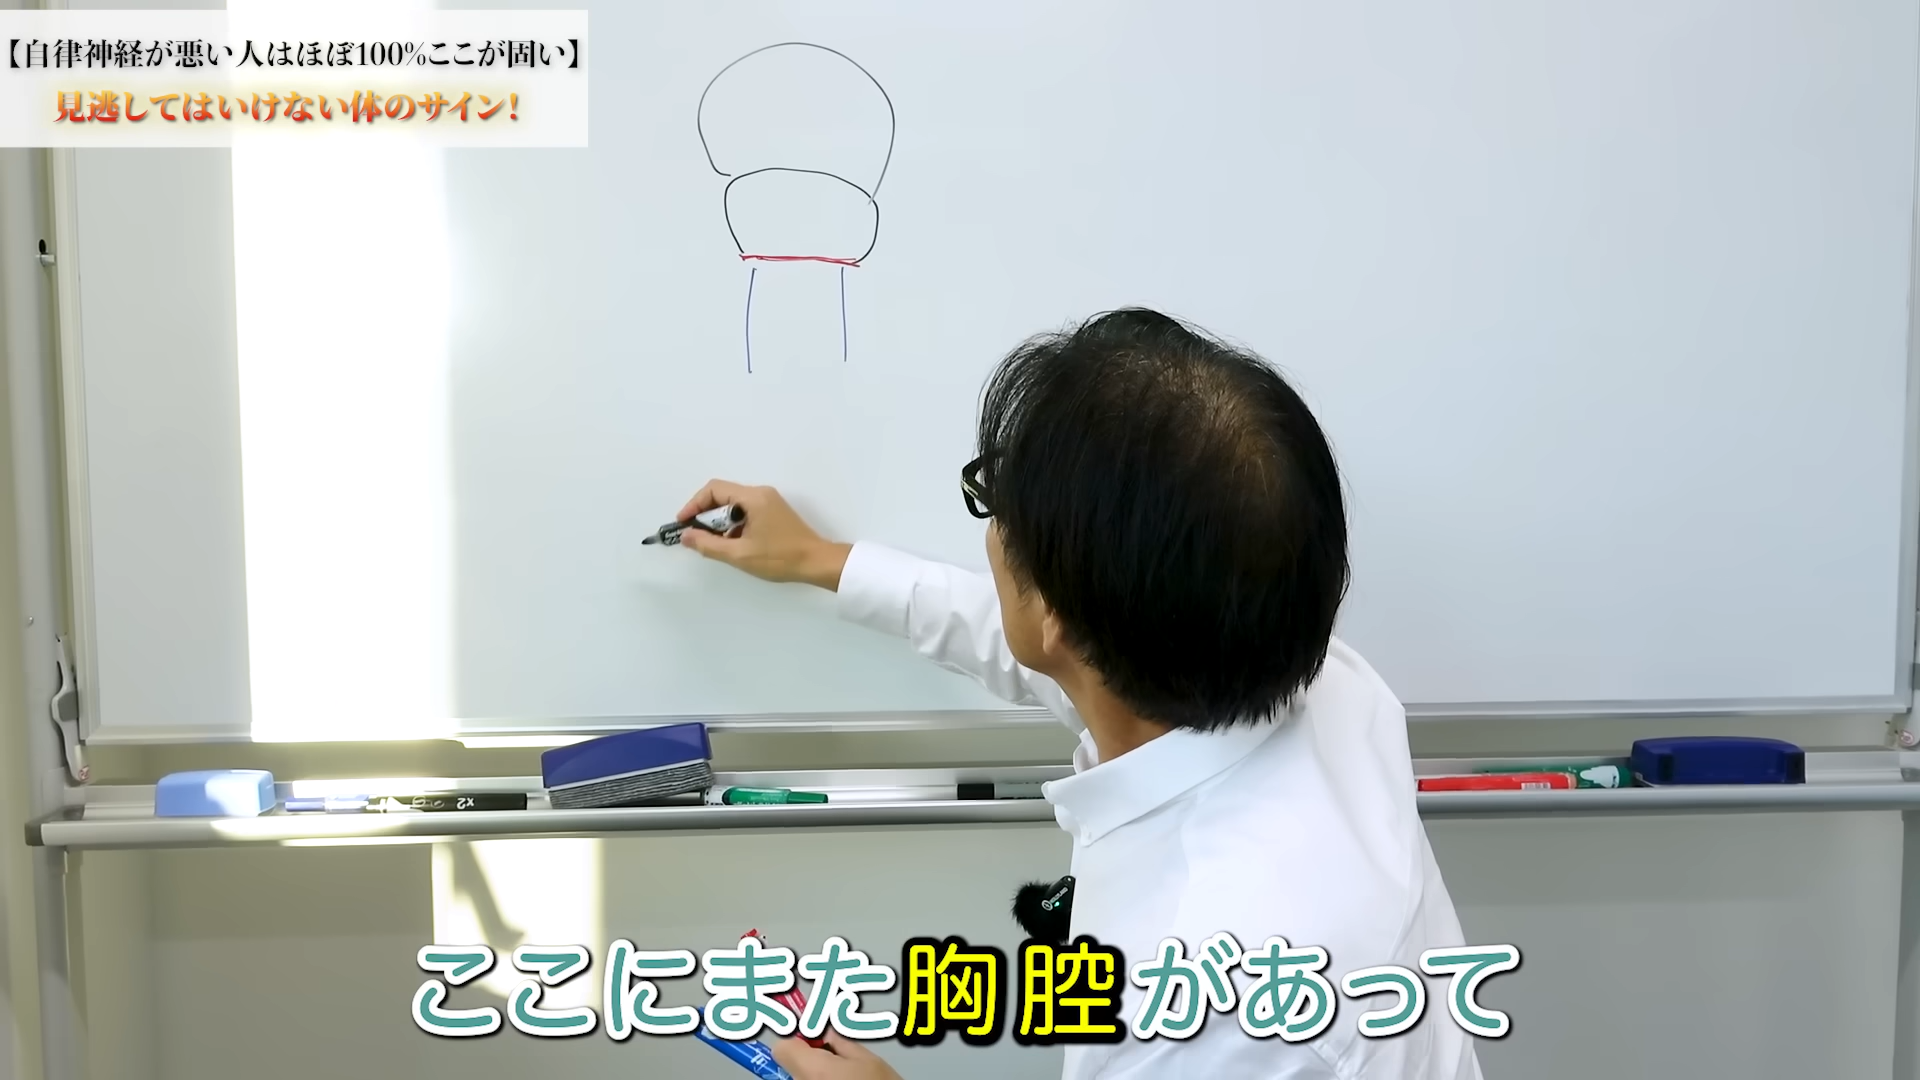 【自律神経が悪い人はほぼ100%ここが固い】
見逃してはいけない体のサイン!
x2
ここにまた胸腔があって